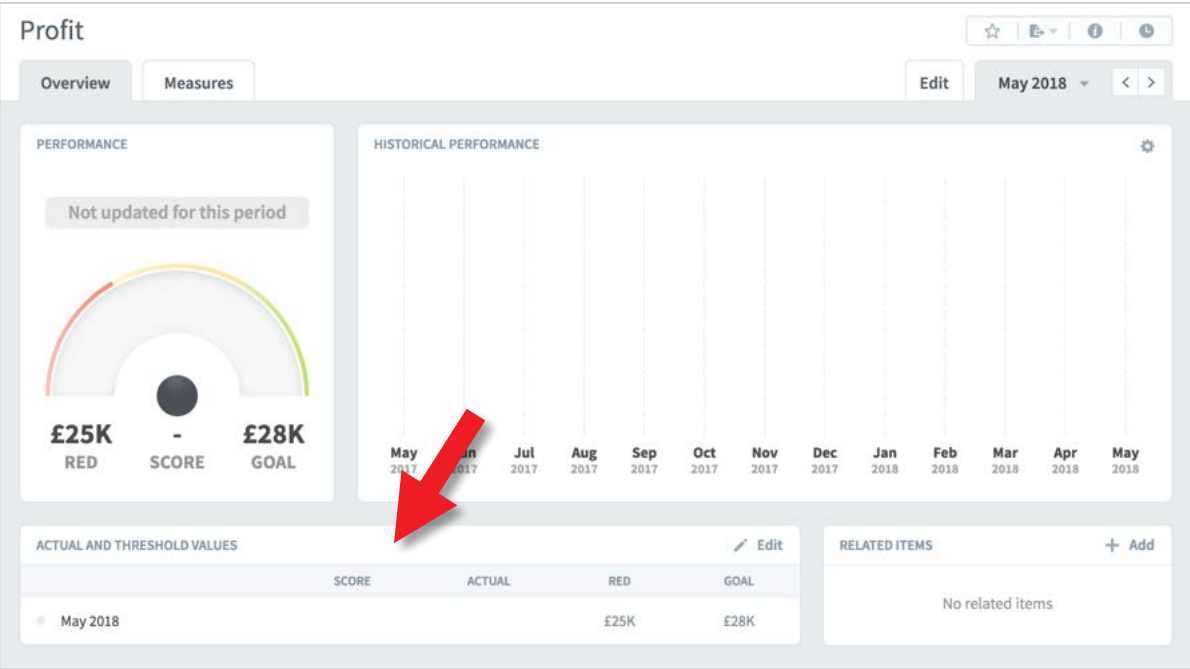 Profit
Overview Measures Edit May 2018 < >
PERFORMANCE
Not updated for this period
£25K - £28K
RED SCORE GOAL
HISTORICAL PERFORMANCE
May Jul Aug Sep Oct Nov Dec Jan Feb Mar Apr May
2017 2017 2017 2017 2017 2017 2017 2017 2018 2018 2018 2018 2018
ACTUAL AND THRESHOLD VALUES Edit
SCORE ACTUAL RED GOAL
May 2018 £25K £28K
RELATED ITEMS + Add
No related items